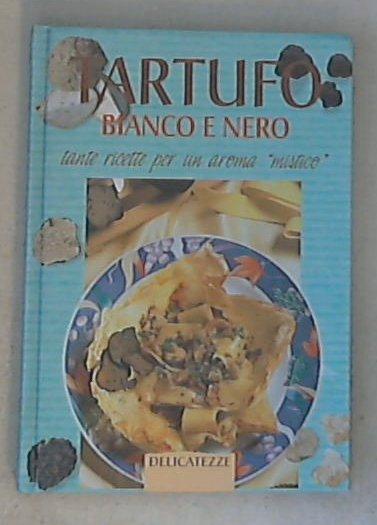 TARTUFO
BIANCO E NERO
tante ricette per un aroma "mistico"
DELICATEZZE